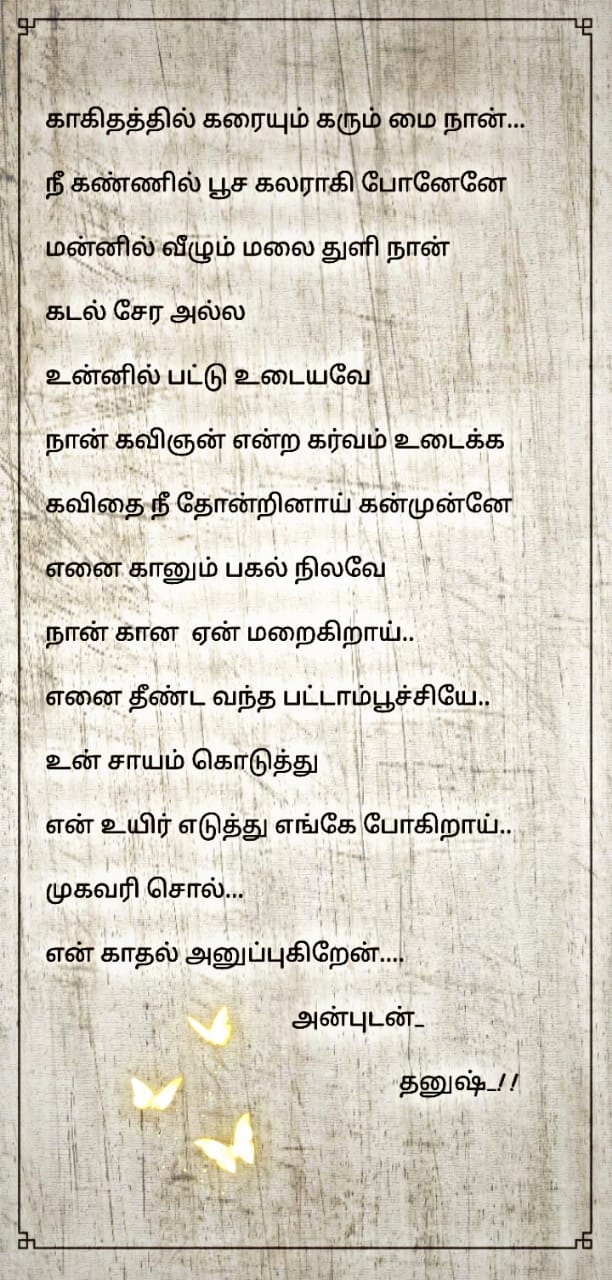 காகிதத்தில் கரையும் கரும் மை நான்...
நீ கண்ணில் பூச கலராகி போனேனே
மன்னில் வீழும் மலை துளி நான்
கடல் சேர அல்ல
உன்னில் பட்டு உடையவே
நான் கவிஞன் என்ற கர்வம் உடைக்க
கவிதை நீ தோன்றினாய் கன்முன்னே
எனை கானும் பகல் நிலவே
நான் கான ஏன் மறைகிறாய்..
எனை தீண்ட வந்த பட்டாம்பூச்சியே..
உன் சாயம் கொடுத்து
என் உயிர் எடுத்து எங்கே போகிறாய்..
முகவரி சொல்...
என் காதல் அனுப்புகிறேன்....
அன்புடன்_
தனுஷ்_!!